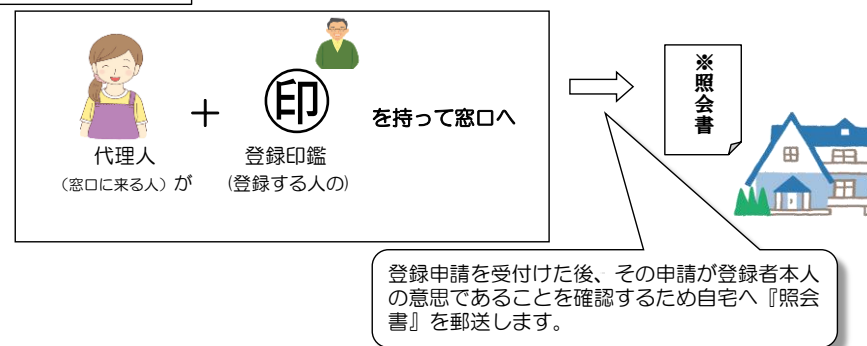 代理人
（窓口に来る人）が
＋
印
登録印鑑
(登録する人の)
を持って窓口へ
※照会書
登録申請を受付けた後、その申請が登録者本人
の意思であることを確認するため自宅へ『照会
書』を郵送します。